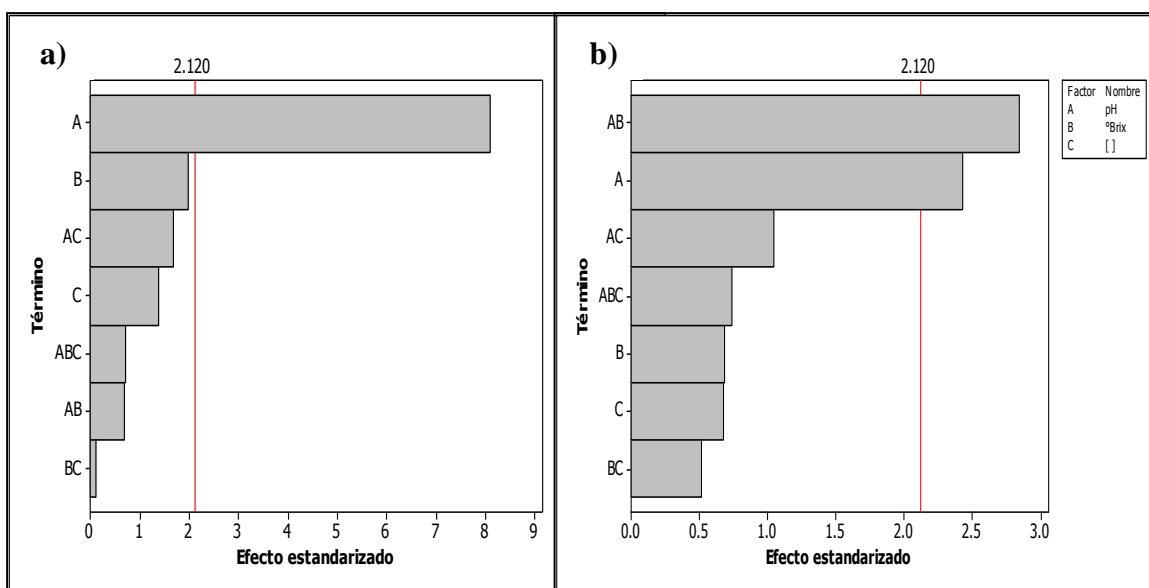 a)
2.120
Término
A
B
AC
C
ABC
AB
BC
0 1 2 3 4 5 6 7 8 9
Efecto estandarizado
b)
2.120
Término
AB
A
AC
ABC
B
C
BC
0.0 0.5 1.0 1.5 2.0 2.5 3.0
Efecto estandarizado
Factor Nombre
A pH
B ºBrix
C [ ]